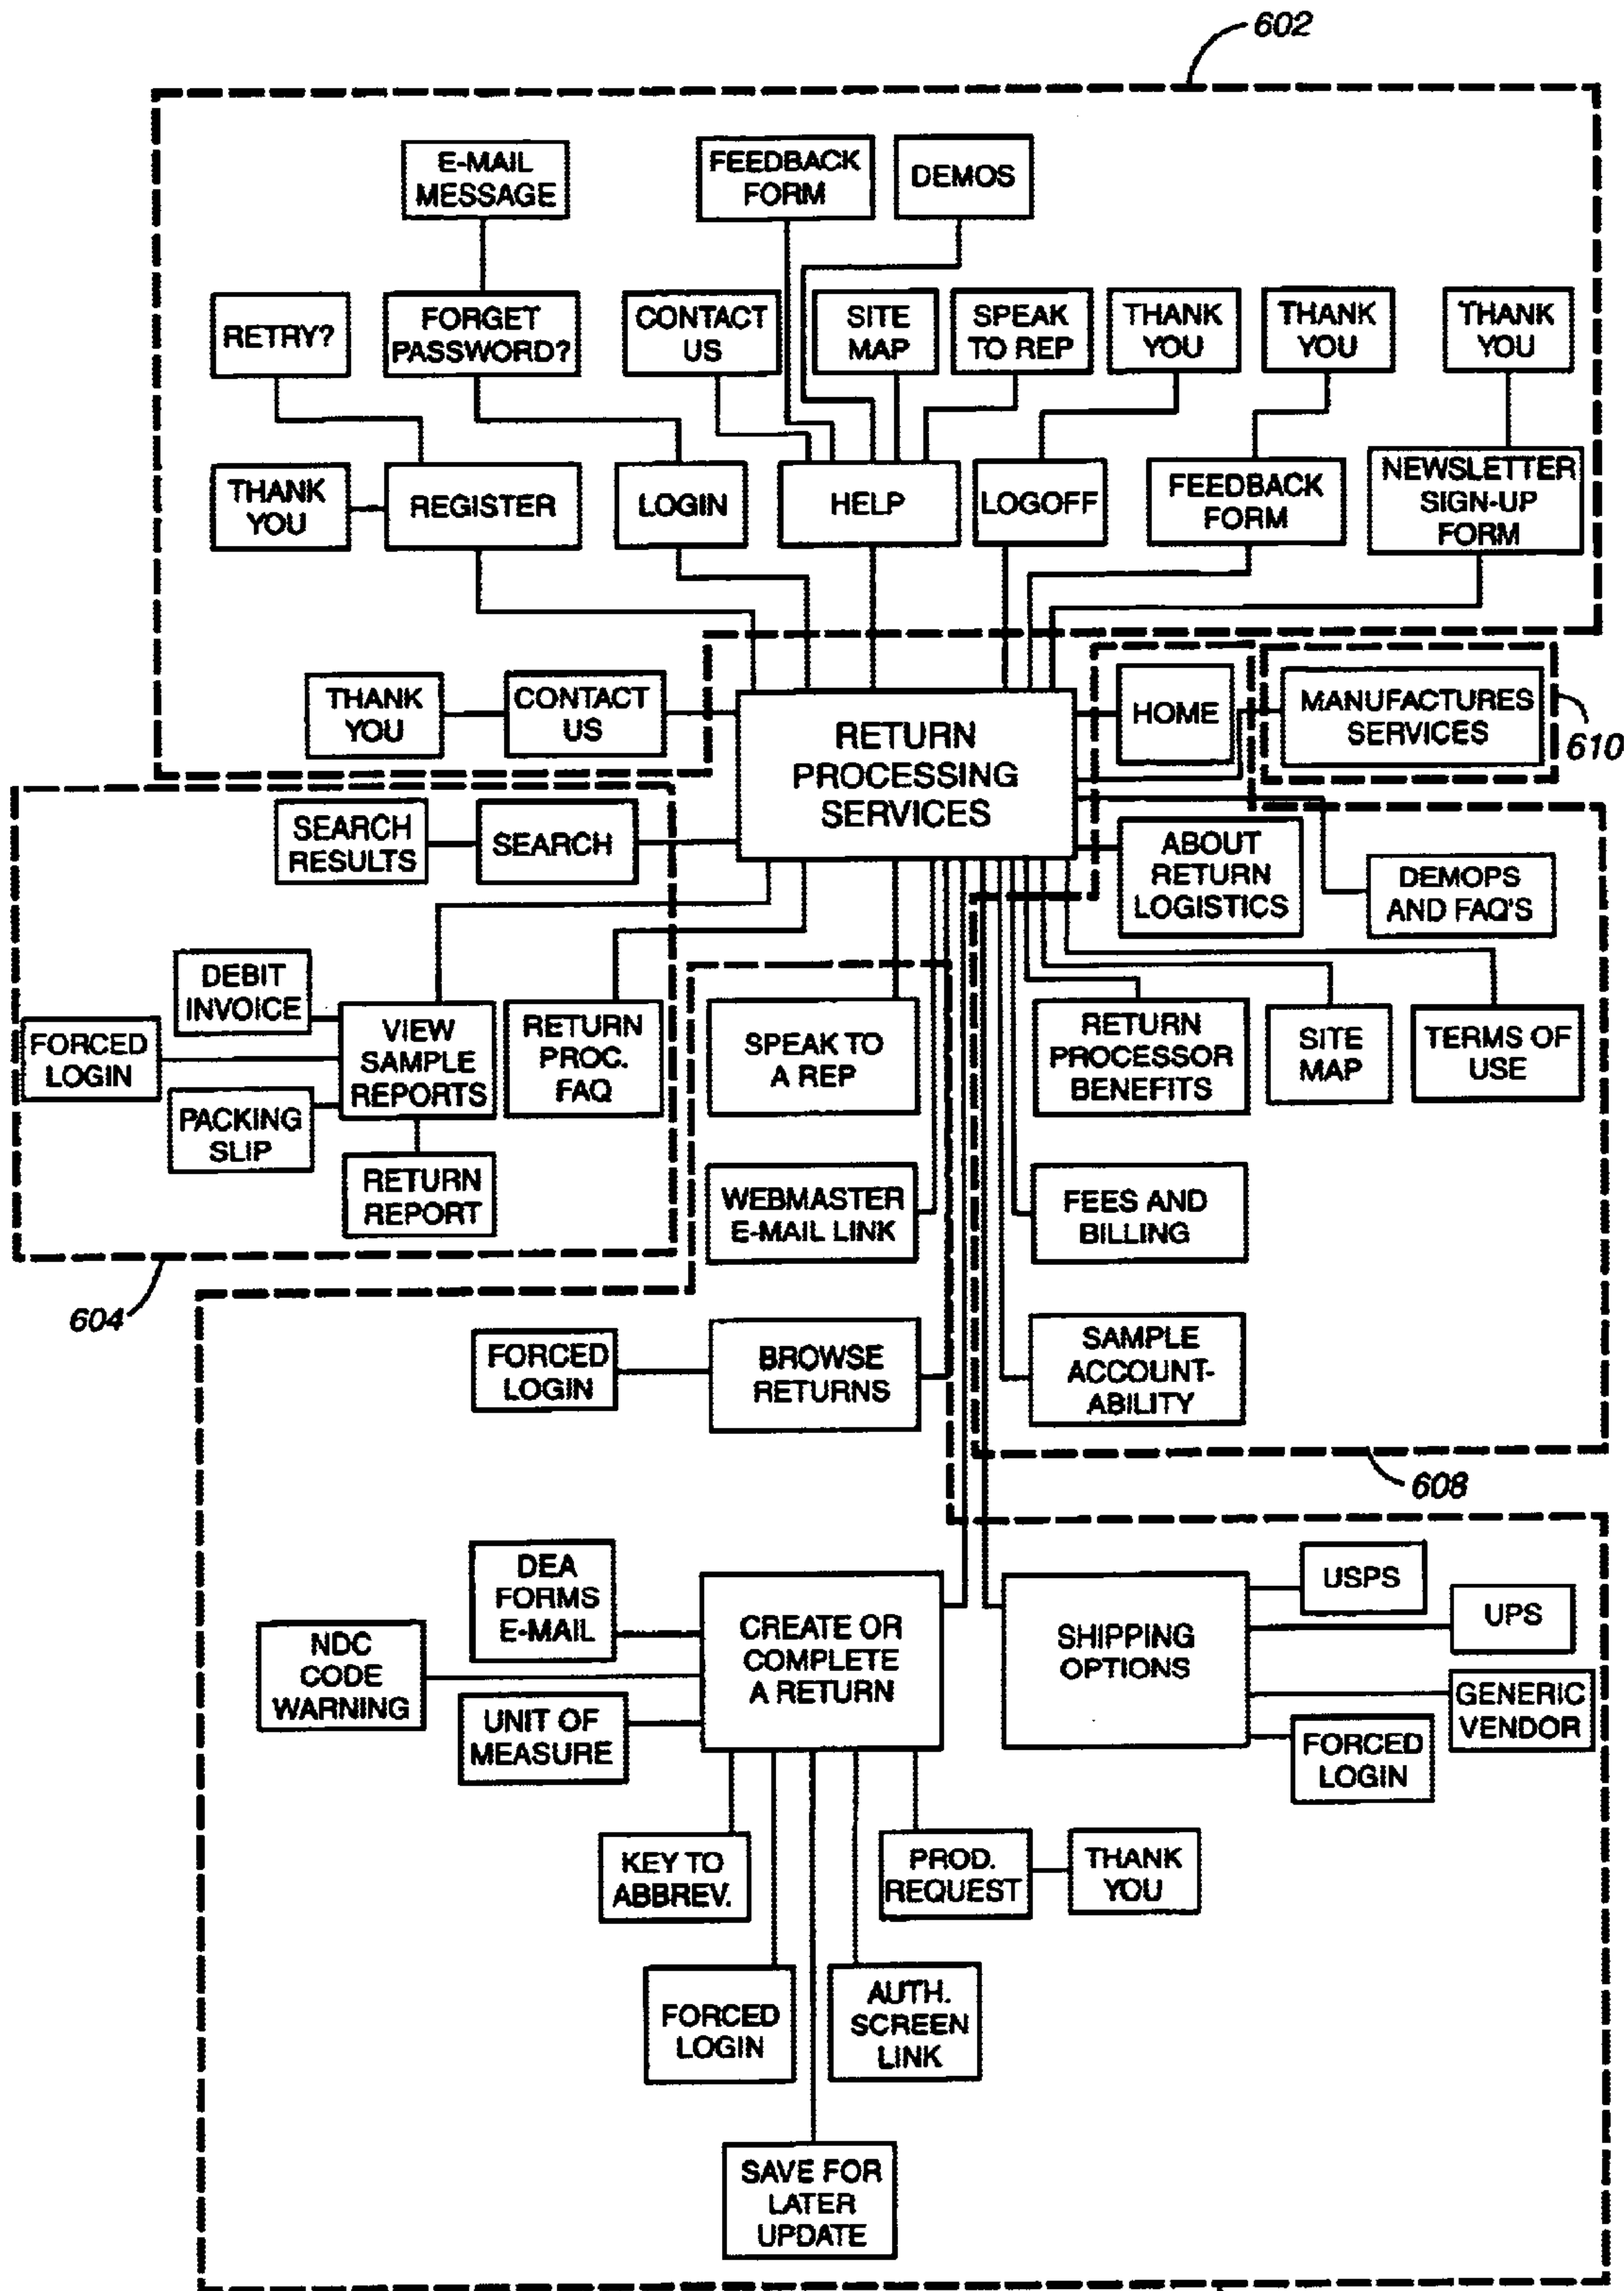 602
E-MAIL
MESSAGE
FEEDBACK
FORM
DEMOS
RETRY?
FORGET
PASSWORD?
CONTACT
US
SITE
MAP
SPEAK
TO REP
THANK
YOU
THANK
YOU
THANK
YOU
THANK
YOU
REGISTER
LOGIN
HELP
LOGOFF
FEEDBACK
FORM
NEWSLETTER
SIGN-UP
FORM
THANK
YOU
CONTACT
US
RETURN
PROCESSING
SERVICES
HOME
MANUFACTURES
SERVICES
610
SEARCH
RESULTS
SEARCH
ABOUT
RETURN
LOGISTICS
DEMOPS
AND FAQ'S
DEBIT
INVOICE
FORCED
LOGIN
VIEW
SAMPLE
REPORTS
PACKING
SLIP
RETURN
REPORT
RETURN
PROC.
FAQ
SPEAK TO
A REP
RETURN
PROCESSOR
BENEFITS
SITE
MAP
TERMS OF
USE
WEBMASTER
E-MAIL LINK
FEES AND
BILLING
604
FORCED
LOGIN
BROWSE
RETURNS
SAMPLE
ACCOUNT-
ABILITY
608
DEA
FORMS
E-MAIL
NDC
CODE
WARNING
UNIT OF
MEASURE
CREATE OR
COMPLETE
A RETURN
SHIPPING
OPTIONS
USPS
UPS
GENERIC
VENDOR
FORCED
LOGIN
KEY TO
ABBREV.
PROD.
REQUEST
THANK
YOU
FORCED
LOGIN
AUTH.
SCREEN
LINK
SAVE FOR
LATER
UPDATE